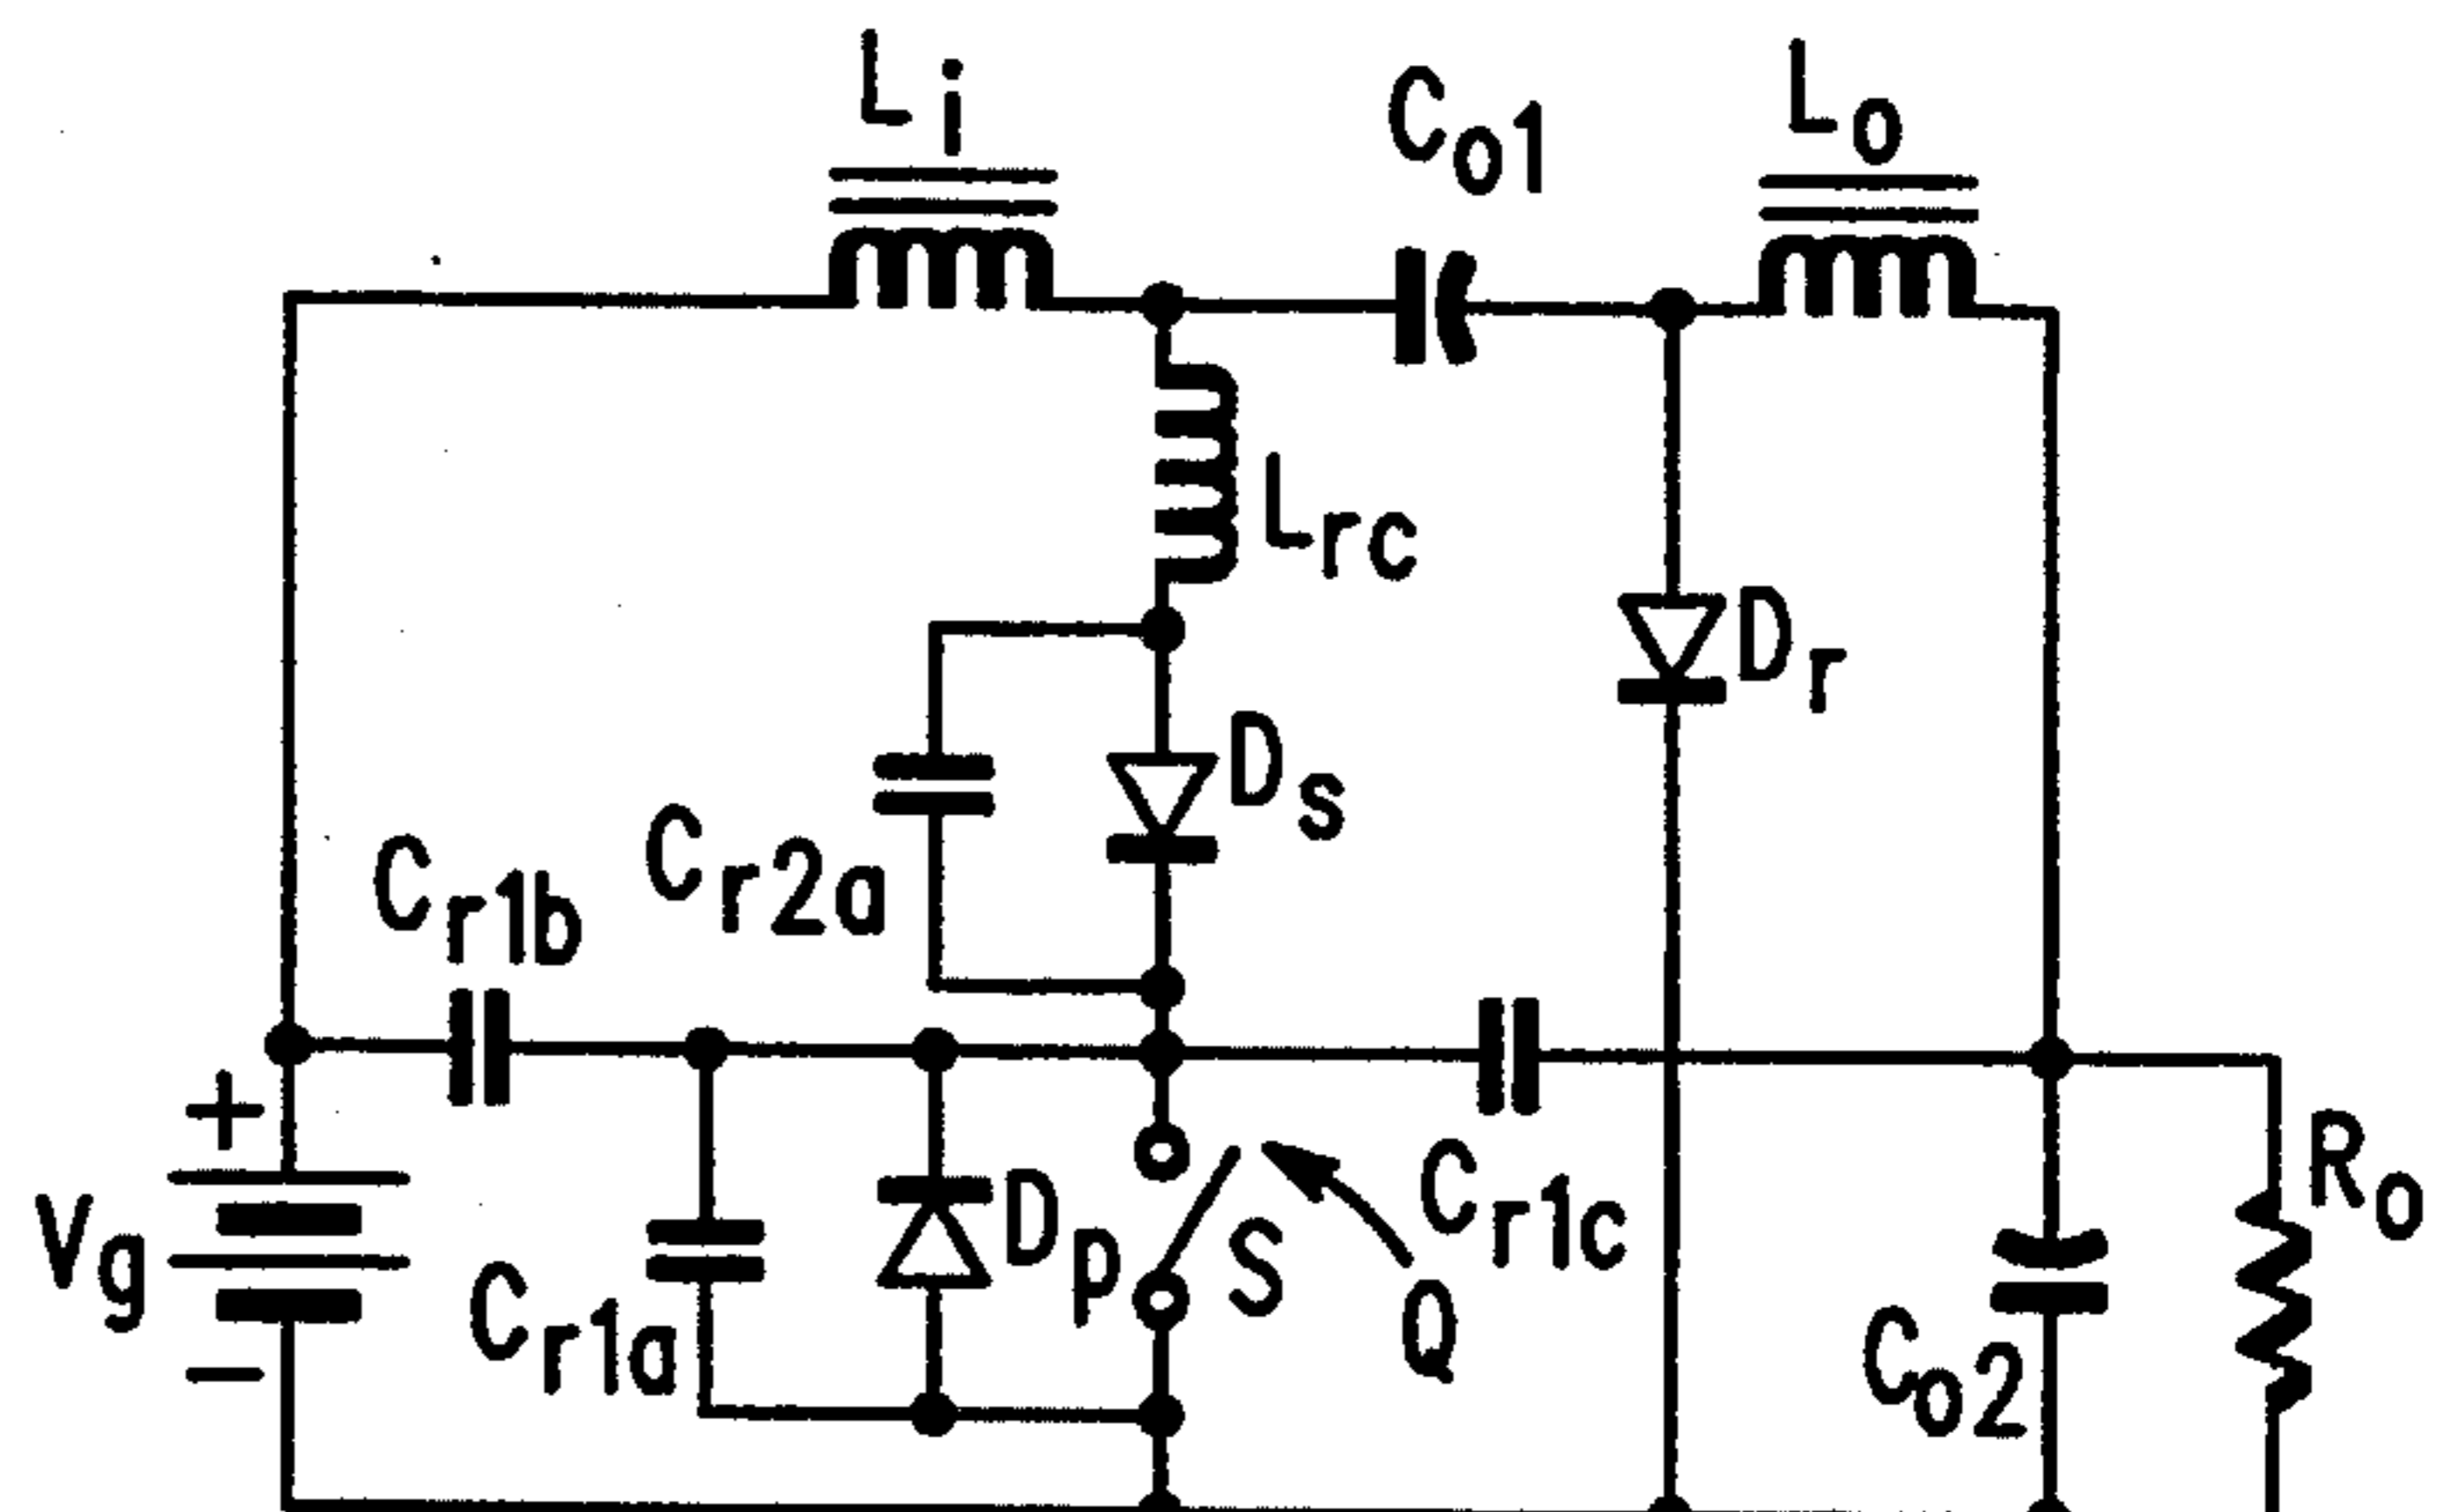 Li
Co1
Lo
Lrc
Dr
Ds
Cr2a
Cr1b
+
Vg
−
Cr1a
Dp
S
Q
Cr1c
Co2
Ro